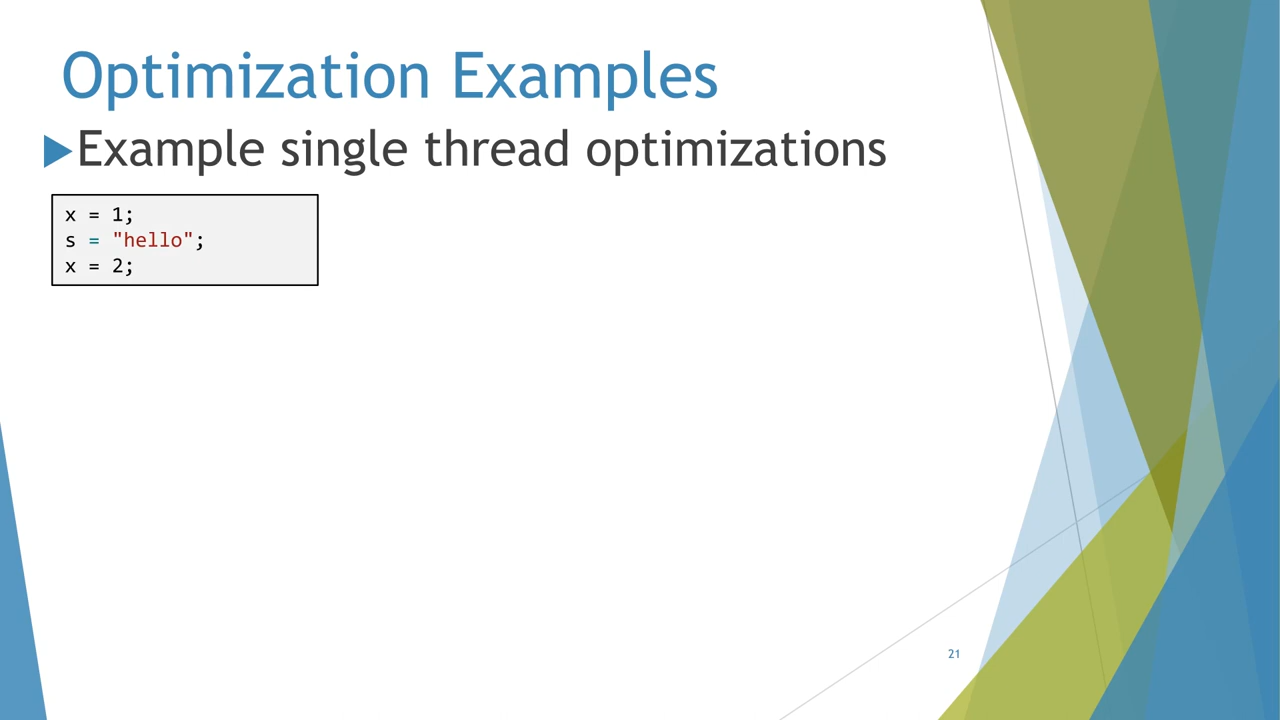 Optimization Examples
Example single thread optimizations
x = 1;
s = "hello";
x = 2;
21